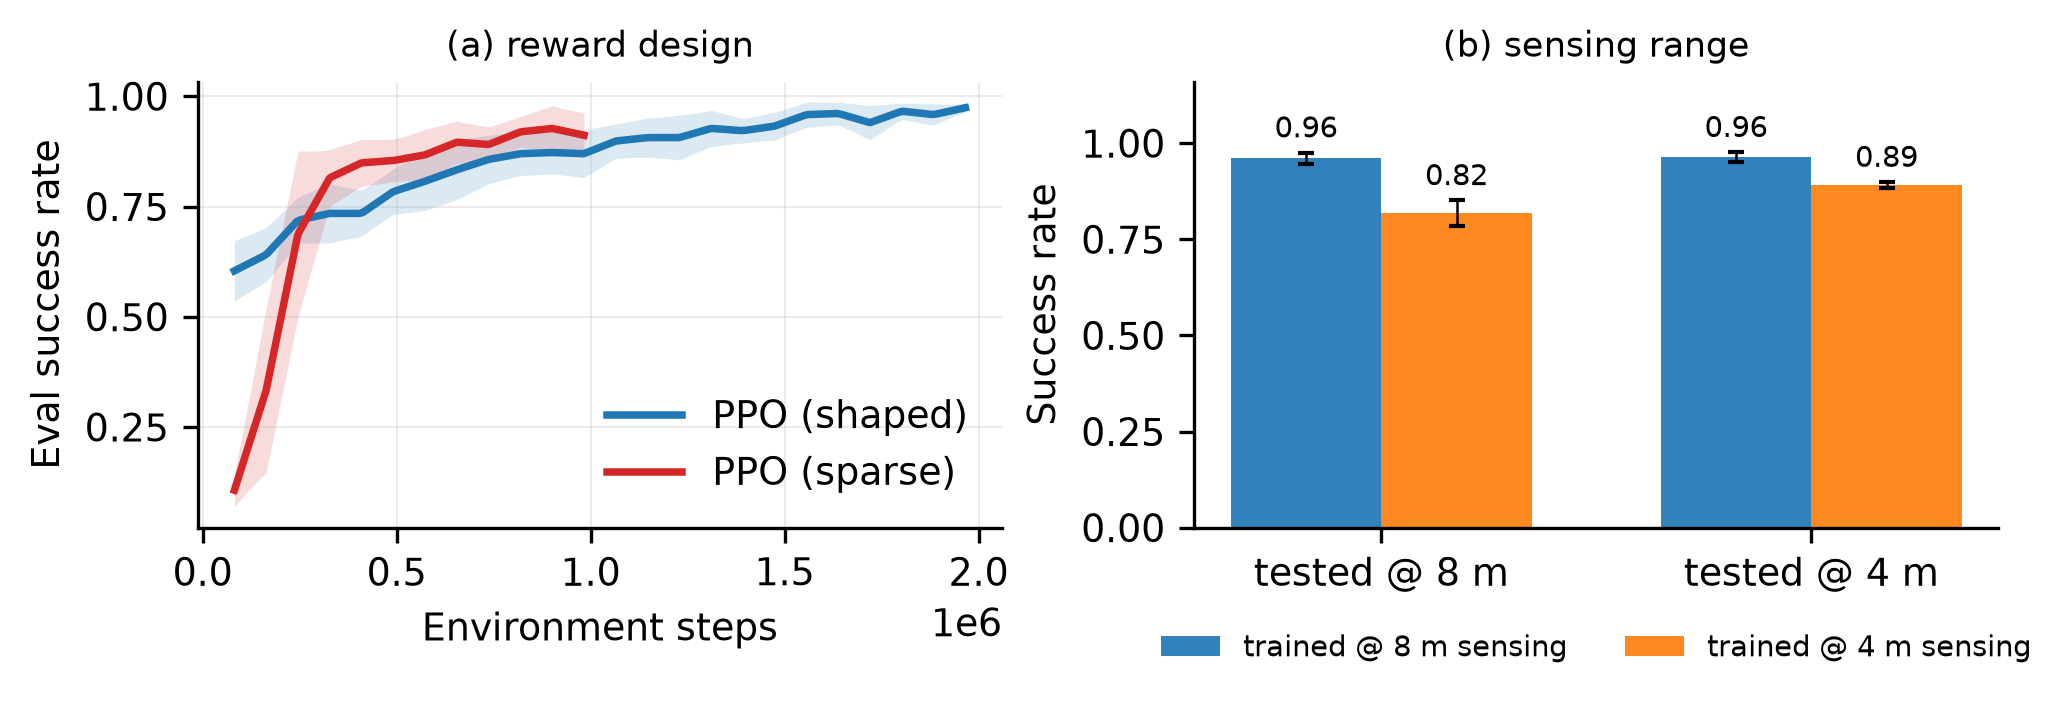 (a) reward design
Eval success rate
1.00
0.75
0.50
0.25
PPO (shaped)
PPO (sparse)
0.0 0.5 1.0 1.5 2.0
Environment steps
1e6
(b) sensing range
Success rate
1.00
0.75
0.50
0.25
0.00
0.96
0.82
0.96
0.89
tested @ 8 m
tested @ 4 m
trained @ 8 m sensing
trained @ 4 m sensing